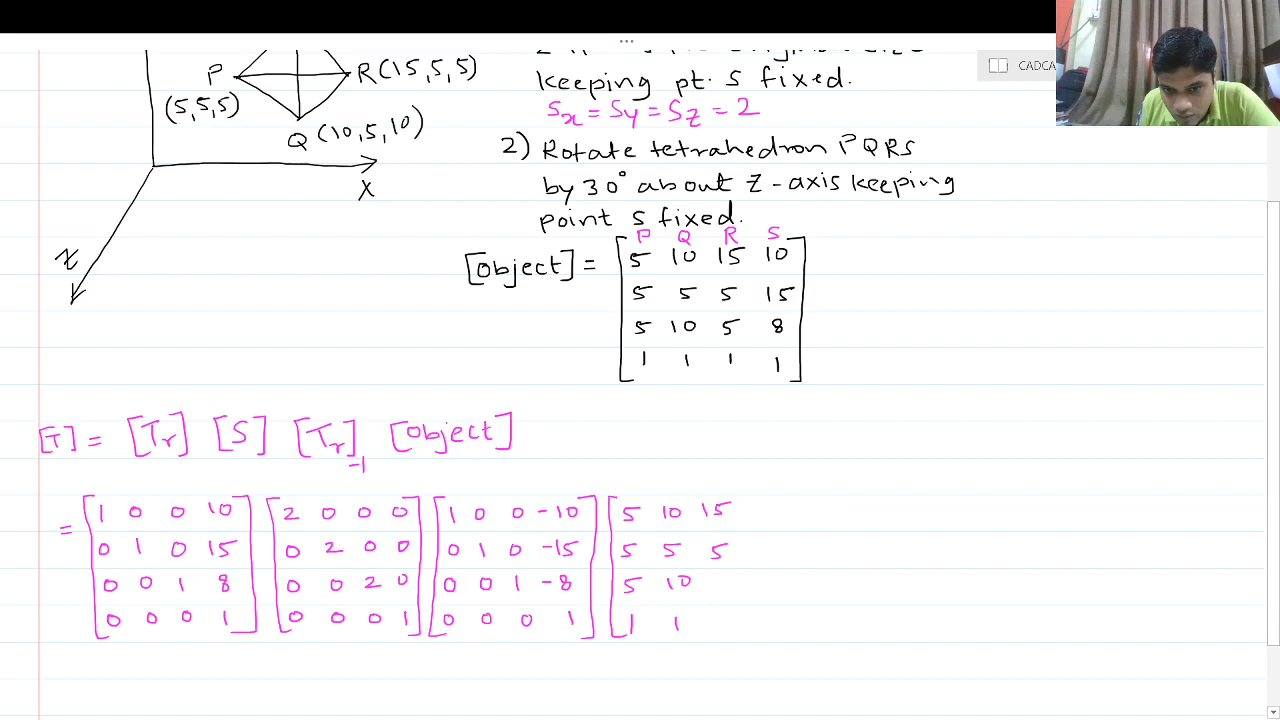 keeping pt. S fixed.
Sx = Sy = Sz = 2
2) Rotate tetrahedron PQRS
by 30° about Z-axis keeping
point S fixed.
P
R(15,5,5)
(5,5,5)
Q (10,5,10)
X
Z
CADCA
P Q R S
[Object] =
5 10 15 10
5 5 5 15
5 10 5 8
1 1 1 1
[T] = [Tr] [S] [Tr]-1 [Object]
=
1 0 0 10
0 1 0 15
0 0 1 8
0 0 0 1
2 0 0 0
0 2 0 0
0 0 2 0
0 0 0 1
1 0 0 -10
0 1 0 -15
0 0 1 -8
0 0 0 1
5 10 15
5 5 5
5 10
1 1